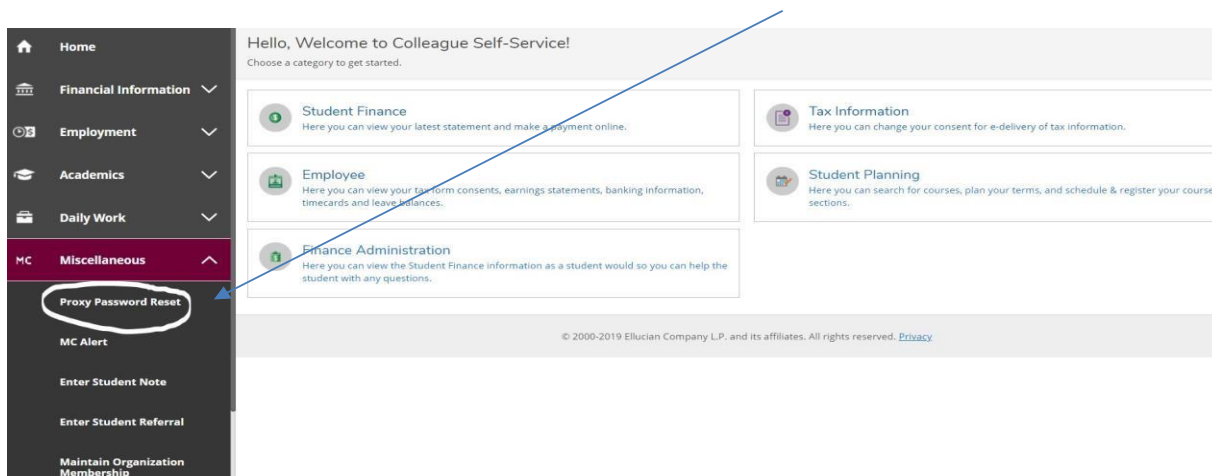 Home
Financial Information
Employment
Academics
Daily Work
MC Miscellaneous
Proxy Password Reset
MC Alert
Enter Student Note
Enter Student Referral
Maintain Organization
Membership
Hello, Welcome to Colleague Self-Service!
Choose a category to get started.
Student Finance
Here you can view your latest statement and make a payment online.
Tax Information
Here you can change your consent for e-delivery of tax information.
Employee
Here you can view your tax form consents, earnings statements, banking information,
timecards and leave balances.
Student Planning
Here you can search for courses, plan your terms, and schedule & register your course
sections.
Finance Administration
Here you can view the Student Finance information as a student would so you can help the
student with any questions.
© 2000-2019 Ellucian Company L.P. and its affiliates. All rights reserved. Privacy